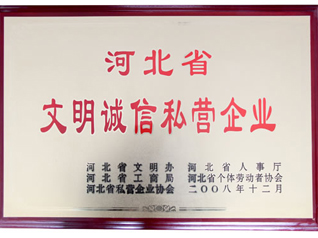 河北省
文明诚信私营企业
河北省文明办 河北省人事厅
河北省工商局 河北省个体劳动者协会
河北省私营企业协会 二〇〇八年十二月